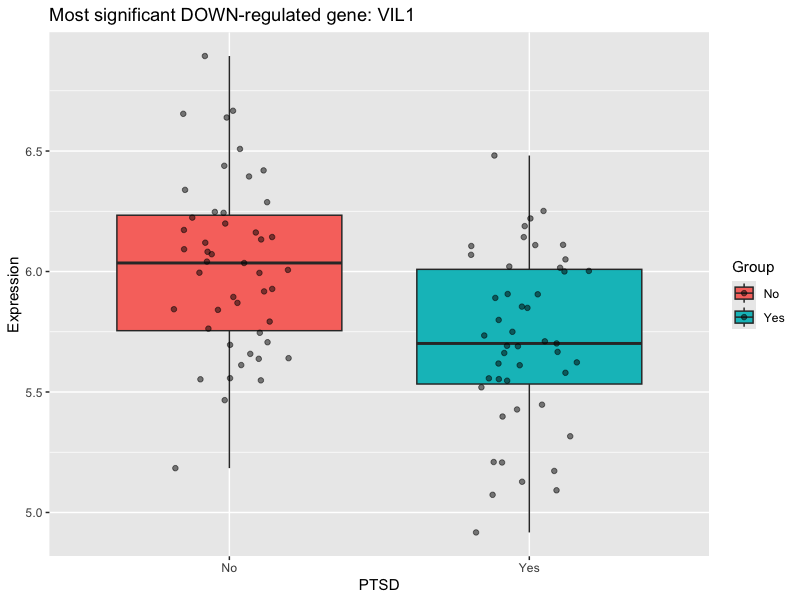 Most significant DOWN-regulated gene: VIL1
Expression
6.5
6.0
5.5
5.0
No
Yes
PTSD
Group
No
Yes